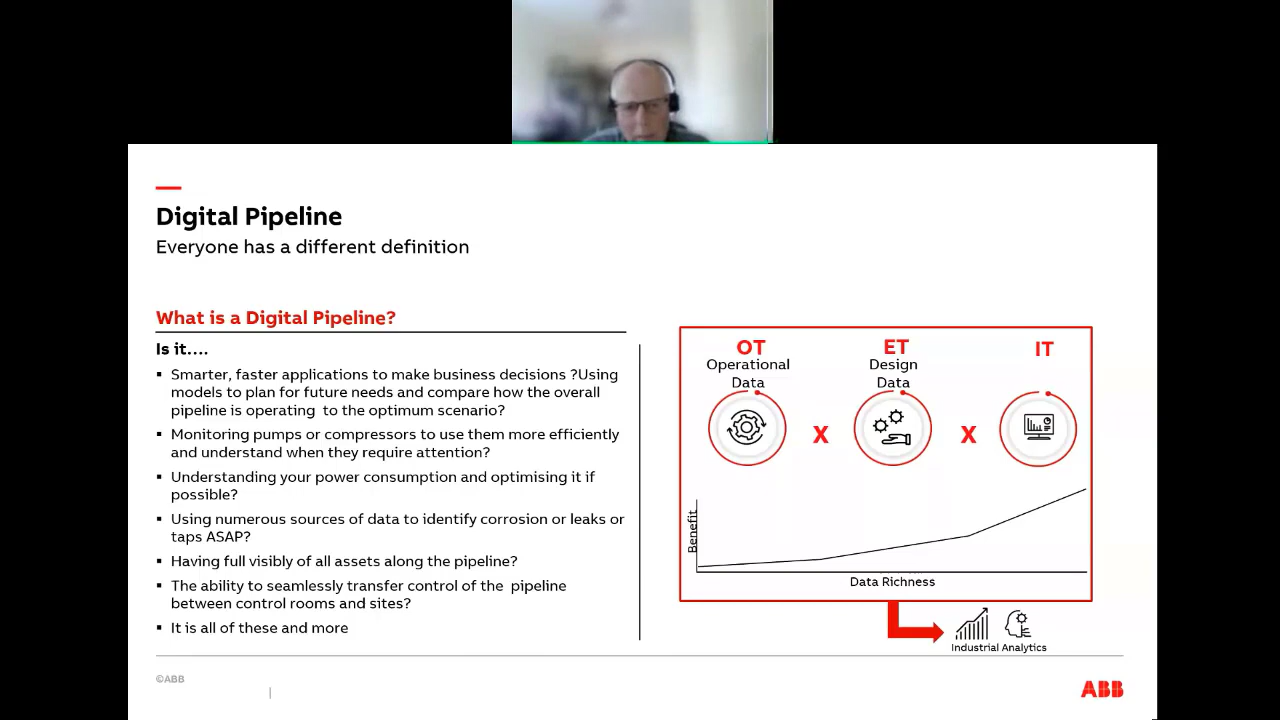 Digital Pipeline
Everyone has a different definition
What is a Digital Pipeline?
Is it....
▪ Smarter, faster applications to make business decisions ?Using
models to plan for future needs and compare how the overall
pipeline is operating  to the optimum scenario?
▪ Monitoring pumps or compressors to use them more efficiently
and understand when they require attention?
▪ Understanding your power consumption and optimising it if
possible?
▪ Using numerous sources of data to identify corrosion or leaks or
taps ASAP?
▪ Having full visibly of all assets along the pipeline?
▪ The ability to seamlessly transfer control of the  pipeline
between control rooms and sites?
▪ It is all of these and more
OT
Operational
Data
X
ET
Design
Data
X
IT
Benefit
Data Richness
Industrial Analytics
©ABB
ABB